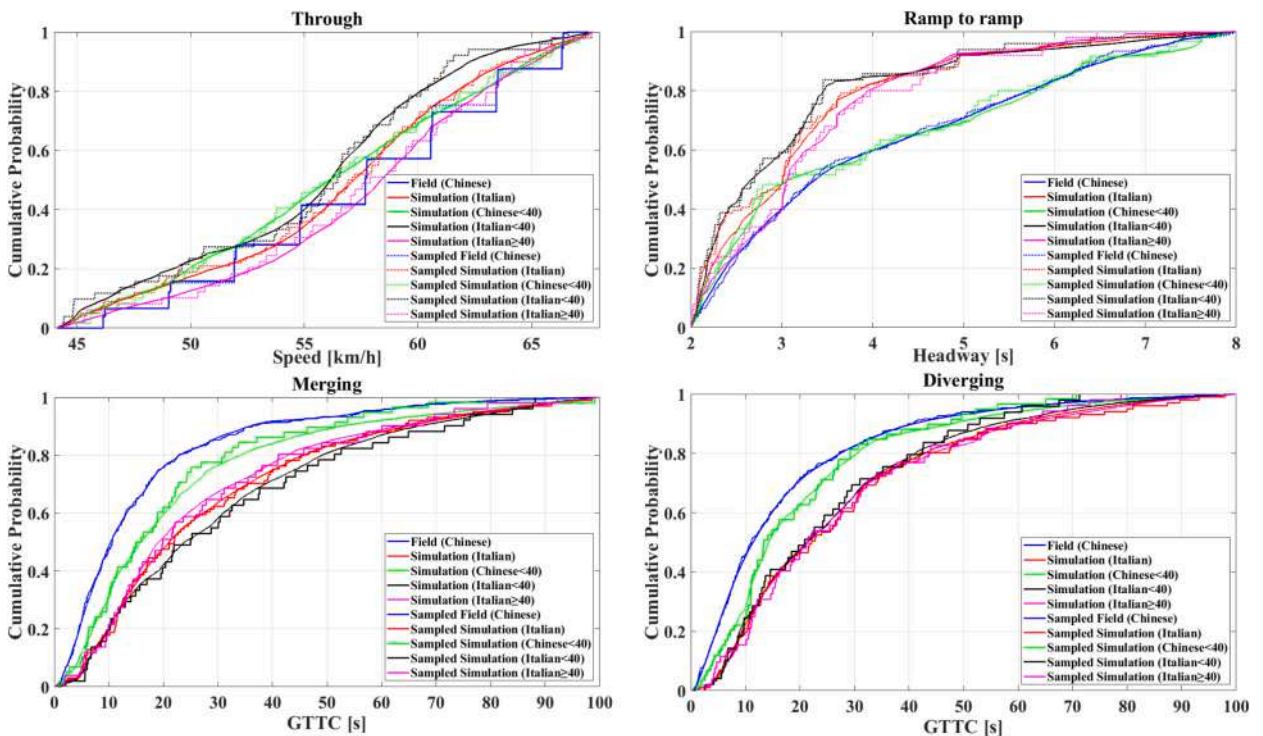 Through
Cumulative Probability
1
0.8
0.6
0.4
0.2
0
45
50
55
60
65
Speed [km/h]
Field (Chinese)
Simulation (Italian)
Simulation (Chinese<40)
Simulation (Italian<40)
Simulation (Italian≥40)
Sampled Field (Chinese)
Sampled Simulation (Italian)
Sampled Simulation (Chinese<40)
Sampled Simulation (Italian<40)
Sampled Simulation (Italian≥40)
Ramp to ramp
Cumulative Probability
1
0.8
0.6
0.4
0.2
0
2
3
4
5
6
7
8
Headway [s]
Field (Chinese)
Simulation (Italian)
Simulation (Chinese<40)
Simulation (Italian<40)
Simulation (Italian≥40)
Sampled Field (Chinese)
Sampled Simulation (Italian)
Sampled Simulation (Chinese<40)
Sampled Simulation (Italian<40)
Sampled Simulation (Italian≥40)
Merging
Cumulative Probability
1
0.8
0.6
0.4
0.2
0
0
10
20
30
40
50
60
70
80
90
100
GTTC [s]
Field (Chinese)
Simulation (Italian)
Simulation (Chinese<40)
Simulation (Italian<40)
Simulation (Italian≥40)
Sampled Field (Chinese)
Sampled Simulation (Italian)
Sampled Simulation (Chinese<40)
Sampled Simulation (Italian<40)
Sampled Simulation (Italian≥40)
Diverging
Cumulative Probability
1
0.8
0.6
0.4
0.2
0
0
10
20
30
40
50
60
70
80
90
100
GTTC [s]
Field (Chinese)
Simulation (Italian)
Simulation (Chinese<40)
Simulation (Italian<40)
Simulation (Italian≥40)
Sampled Field (Chinese)
Sampled Simulation (Italian)
Sampled Simulation (Chinese<40)
Sampled Simulation (Italian<40)
Sampled Simulation (Italian≥40)